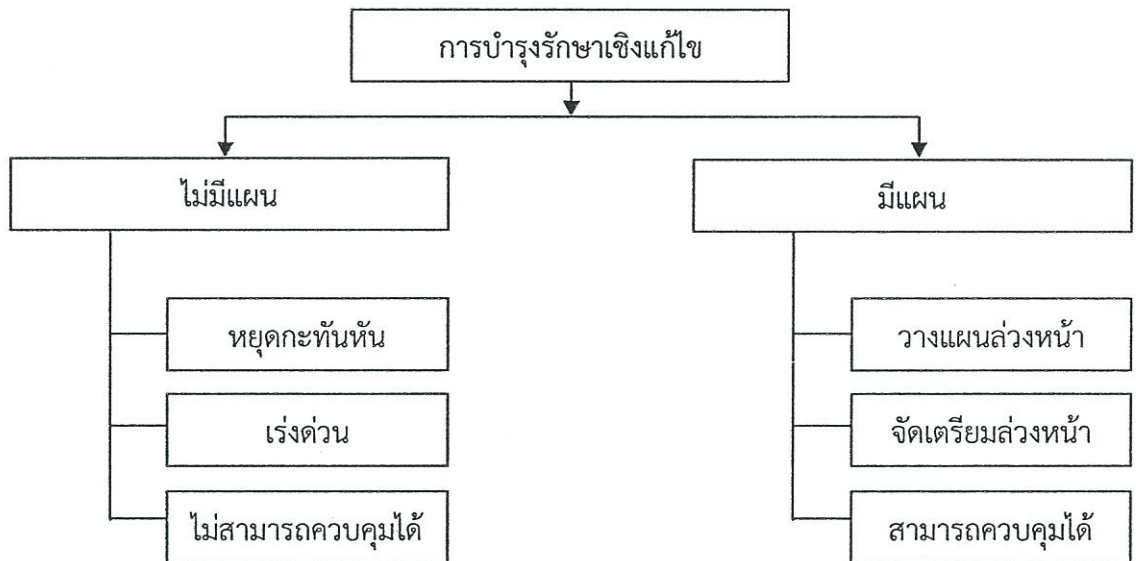 การบำรุงรักษาเชิงแก้ไข
ไม่มีแผน
มีแผน
หยุดกะทันหัน
วางแผนล่วงหน้า
เร่งด่วน
จัดเตรียมล่วงหน้า
ไม่สามารถควบคุมได้
สามารถควบคุมได้